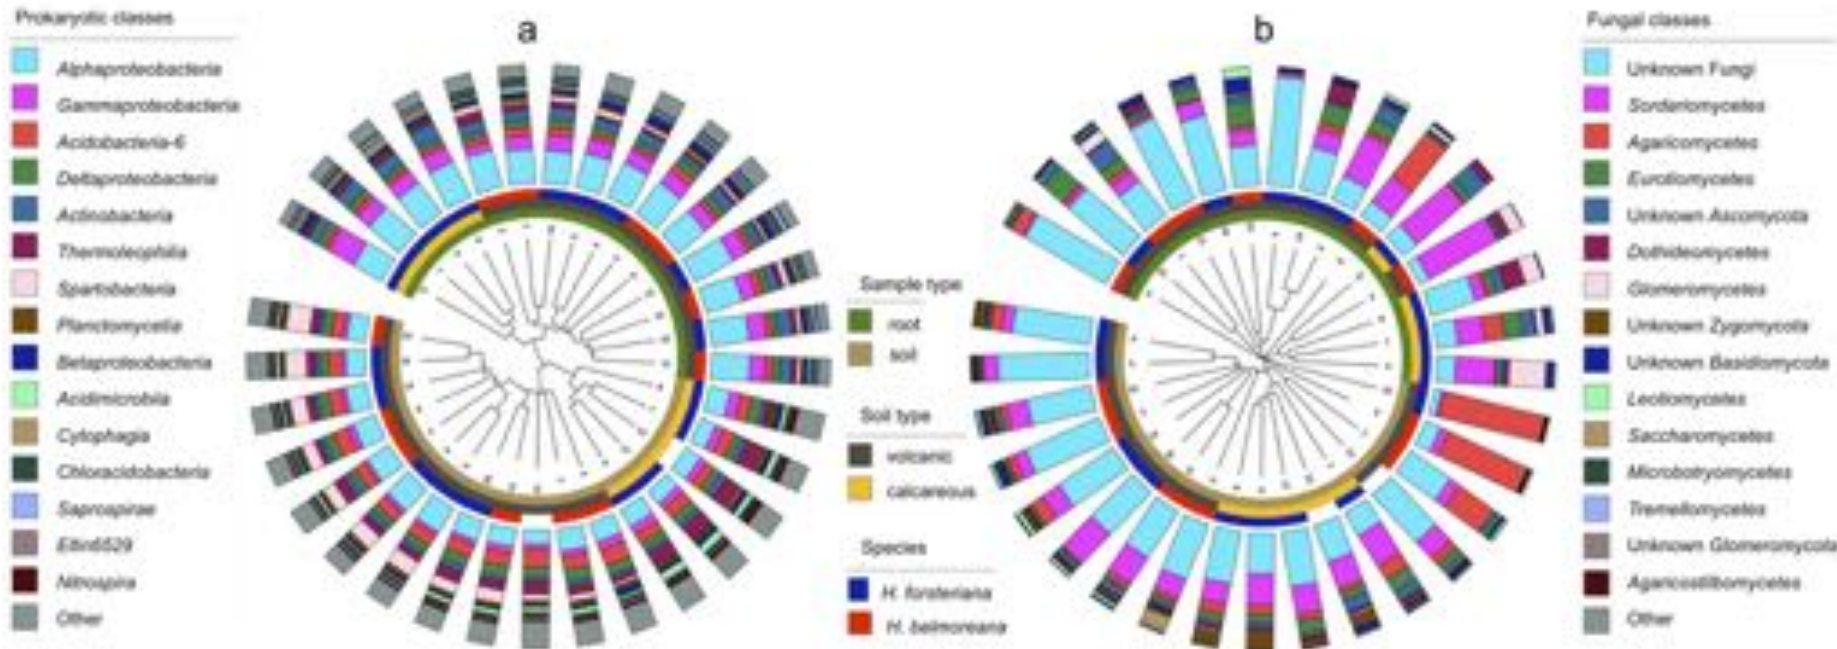 Prokaryotic classes
Alphaproteobacteria
Gammaproteobacteria
Acidobacteria-6
Deltaproteobacteria
Actinobacteria
Thermoleophilia
Spartobacteria
Planctomycetia
Betaproteobacteria
Acidimicrobiia
Cytophagia
Chloracidobacteria
Saprospirae
Ellin6529
Nitrospira
Other
a
Sample type
root
soil
Soil type
volcanic
calcareous
Species
H. forsteriana
H. belmoreana
b
Fungal classes
Unknown Fungi
Sordariomycetes
Agaricomycetes
Eurotiomycetes
Unknown Ascomycota
Dothideomycetes
Glomeromycetes
Unknown Zygomycota
Unknown Basidiomycota
Leotiomycetes
Saccharomycetes
Microbotryomycetes
Tremellomycetes
Unknown Glomeromycota
Agaricostilbomycetes
Other